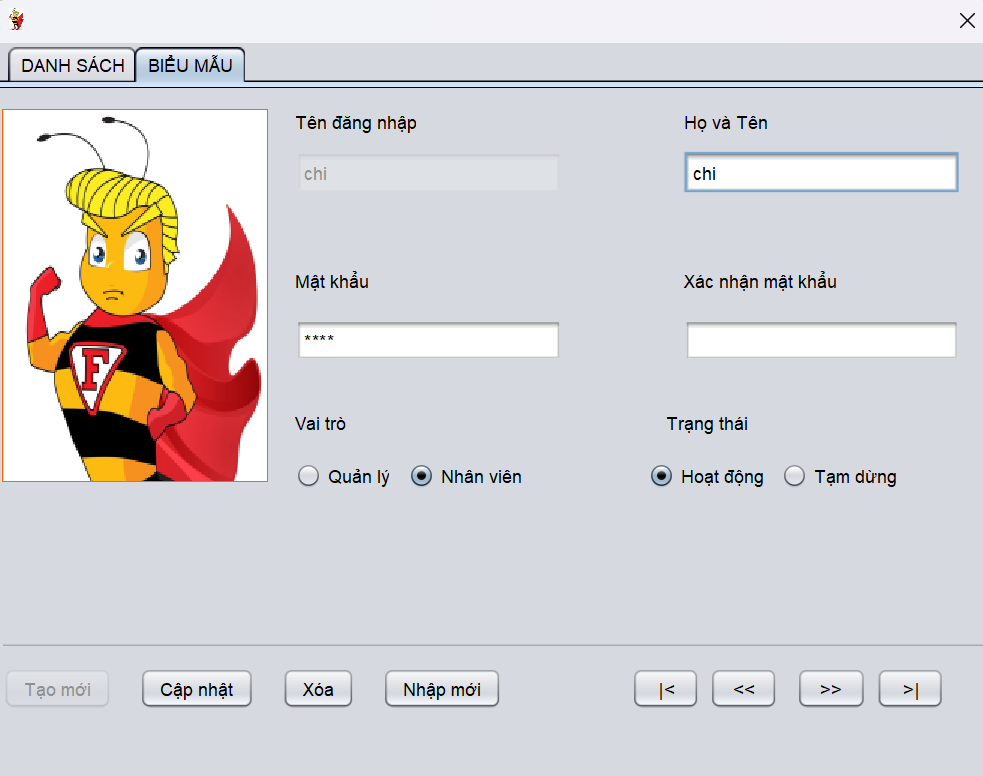 DANH SÁCH BIỂU MẪU
Tên đăng nhập Họ và Tên
chi chi
Mật khẩu Xác nhận mật khẩu
****
F
Vai trò Trạng thái
Quản lý Nhân viên Hoạt động Tạm dừng
Tạo mới Cập nhật Xóa Nhập mới |< << >> >|